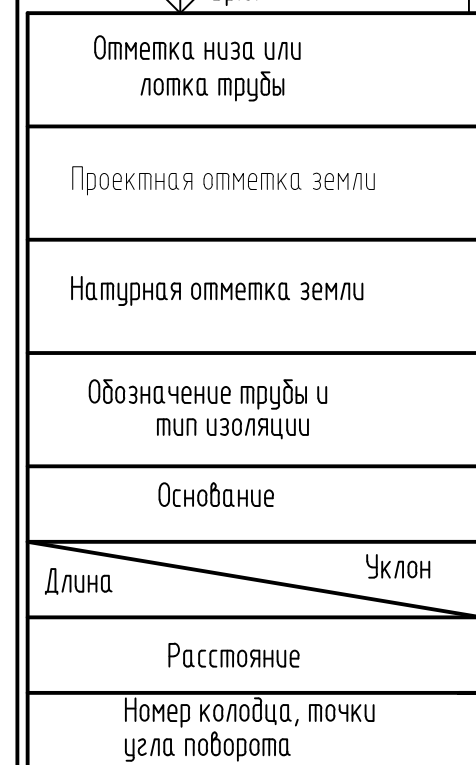 Отметка низа или
лотка трубы
Проектная отметка земли
Натурная отметка земли
Обозначение трубы и
тип изоляции
Основание
Уклон
Длина
Расстояние
Номер колодца, точки
угла поворота